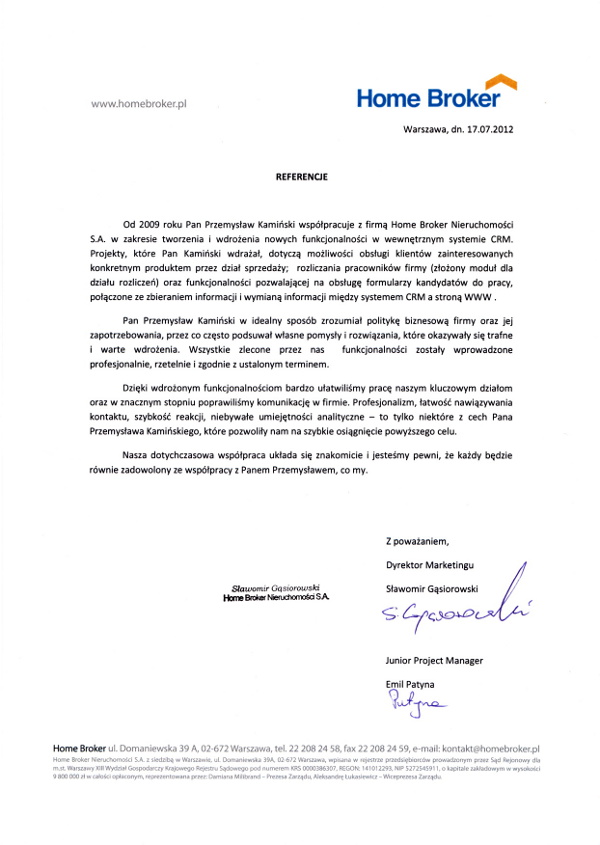 www.homebroker.pl
Home Broker
Warszawa, dn. 17.07.2012
REFERENCJE
Od 2009 roku Pan Przemysław Kamiński współpracuje z firmą Home Broker Nieruchomości
S.A. w zakresie tworzenia i wdrożenia nowych funkcjonalności w wewnętrznym systemie CRM.
Projekty, które Pan Kamiński wdrażał, dotyczą możliwości obsługi klientów zainteresowanych
konkretnym produktem przez dział sprzedaży; rozliczania pracowników firmy (złożony moduł dla
działu rozliczeń) oraz funkcjonalności pozwalającej na obsługę formularzy kandydatów do pracy,
połączone ze zbieraniem informacji i wymianą informacji między systemem CRM a stroną WWW .
Pan Przemysław Kamiński w idealny sposób zrozumiał politykę biznesową firmy oraz jej
zapotrzebowania, przez co często podsuwał własne pomysły i rozwiązania, które okazywały się trafne
i warte wdrożenia. Wszystkie zlecone przez nas funkcjonalności zostały wprowadzone
profesjonalnie, rzetelnie i zgodnie z ustalonym terminem.
Dzięki wdrożonym funkcjonalnościom bardzo ułatwiliśmy pracę naszym kluczowym działom
oraz w znacznym stopniu poprawiliśmy komunikację w firmie. Profesjonalizm, łatwość nawiązywania
kontaktu, szybkość reakcji, niebywałe umiejętności analityczne – to tylko niektóre z cech Pana
Przemysława Kamińskiego, które pozwoliły nam na szybkie osiągnięcie powyższego celu.
Nasza dotychczasowa współpraca układa się znakomicie i jesteśmy pewni, że każdy będzie
równie zadowolony ze współpracy z Panem Przemysławem, co my.
Z poważaniem,
Dyrektor Marketingu
Sławomir Gąsiorowski
Sławomir Gąsiorowski
Home Broker Nieruchomości S.A.
S Gąsiorowski
Junior Project Manager
Emil Patyna
Patyna
Home Broker ul. Domaniewska 39 A, 02-672 Warszawa, tel. 22 208 24 58, fax 22 208 24 59, e-mail: kontakt@homebroker.pl
Home Broker Nieruchomości S.A. z siedzibą w Warszawie, ul. Domaniewska 39A, 02-672 Warszawa, wpisana w rejestrze przedsiębiorców prowadzonym przez Sąd Rejonowy dla
m.st. Warszawy XIII Wydział Gospodarczy Krajowego Rejestru Sądowego pod numerem KRS 0000386307, REGON: 141012293, NIP 5272545911, o kapitale zakładowym w wysokości
9 800 000 zł w całości opłaconym, reprezentowana przez: Damiana Milibrand – Prezesa Zarządu, Aleksandrę Łukasiewicz – Wiceprezesa Zarządu.